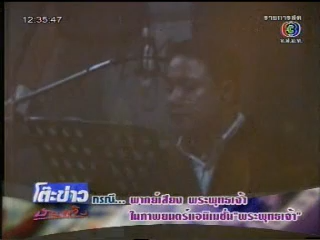 12:35:47
รายการสด
โต๊ะข่าว
กรณี... พากย์เสียง พระพุทธเจ้า
ในภาพยนตร์แอนิเมชั่น"พระพุทธเจ้า"